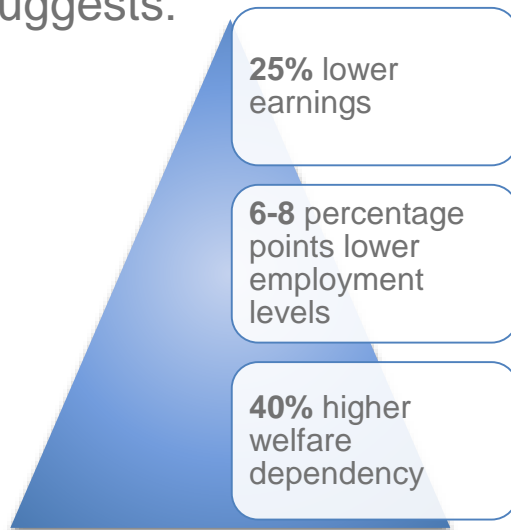 uggests.
25% lower
earnings
6-8 percentage
points lower
employment
levels
40% higher
welfare
dependency